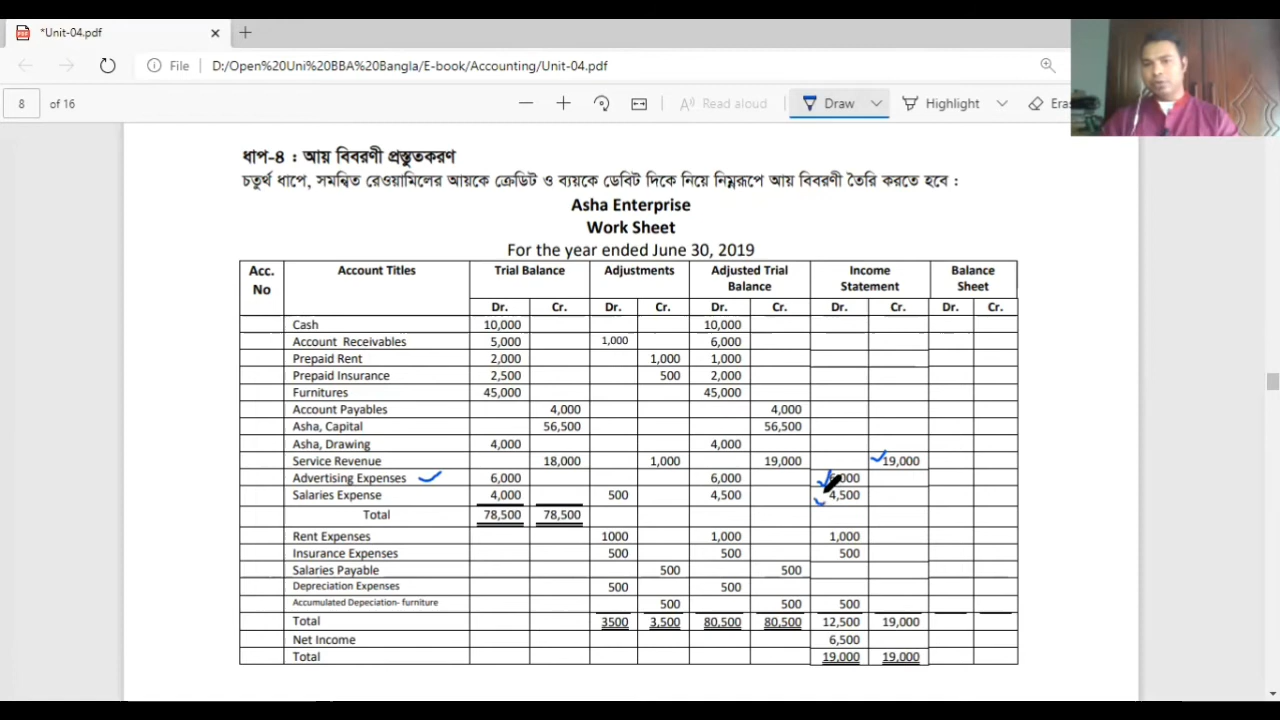 *Unit-04.pdf
File D:/Open%20Uni%20BBA%20Bangla/E-book/Accounting/Unit-04.pdf
8 of 16 Read aloud Draw Highlight
ধাপ-৪ : আয় বিবরণী প্রস্তুতকরণ
চতুর্থ ধাপে, সমন্বিত রেওয়ামিলের আয়কে ক্রেডিট ও ব্যয়কে ডেবিট দিকে নিয়ে নিম্নরূপে আয় বিবরণী তৈরি করতে হবে :
Asha Enterprise
Work Sheet
For the year ended June 30, 2019
Acc. No Account Titles Trial Balance Adjustments Adjusted Trial Balance Income Statement Balance Sheet
Dr. Cr. Dr. Cr. Dr. Cr. Dr. Cr. Dr. Cr.
Cash 10,000 10,000
Account Receivables 5,000 1,000 6,000
Prepaid Rent 2,000 1,000 1,000
Prepaid Insurance 2,500 500 2,000
Furnitures 45,000 45,000
Account Payables 4,000 4,000
Asha, Capital 56,500 56,500
Asha, Drawing 4,000 4,000
Service Revenue 18,000 1,000 19,000 19,000
Advertising Expenses 6,000 6,000
Salaries Expense 4,000 500 4,500 4,500
Total 78,500 78,500
Rent Expenses 1000 1,000 1,000
Insurance Expenses 500 500 500
Salaries Payable 500 500
Depreciation Expenses 500 500
Accumulated Depeciation- furniture 500 500 500
Total 3500 3,500 80,500 80,500 12,500 19,000
Net Income 6,500
Total 19,000 19,000